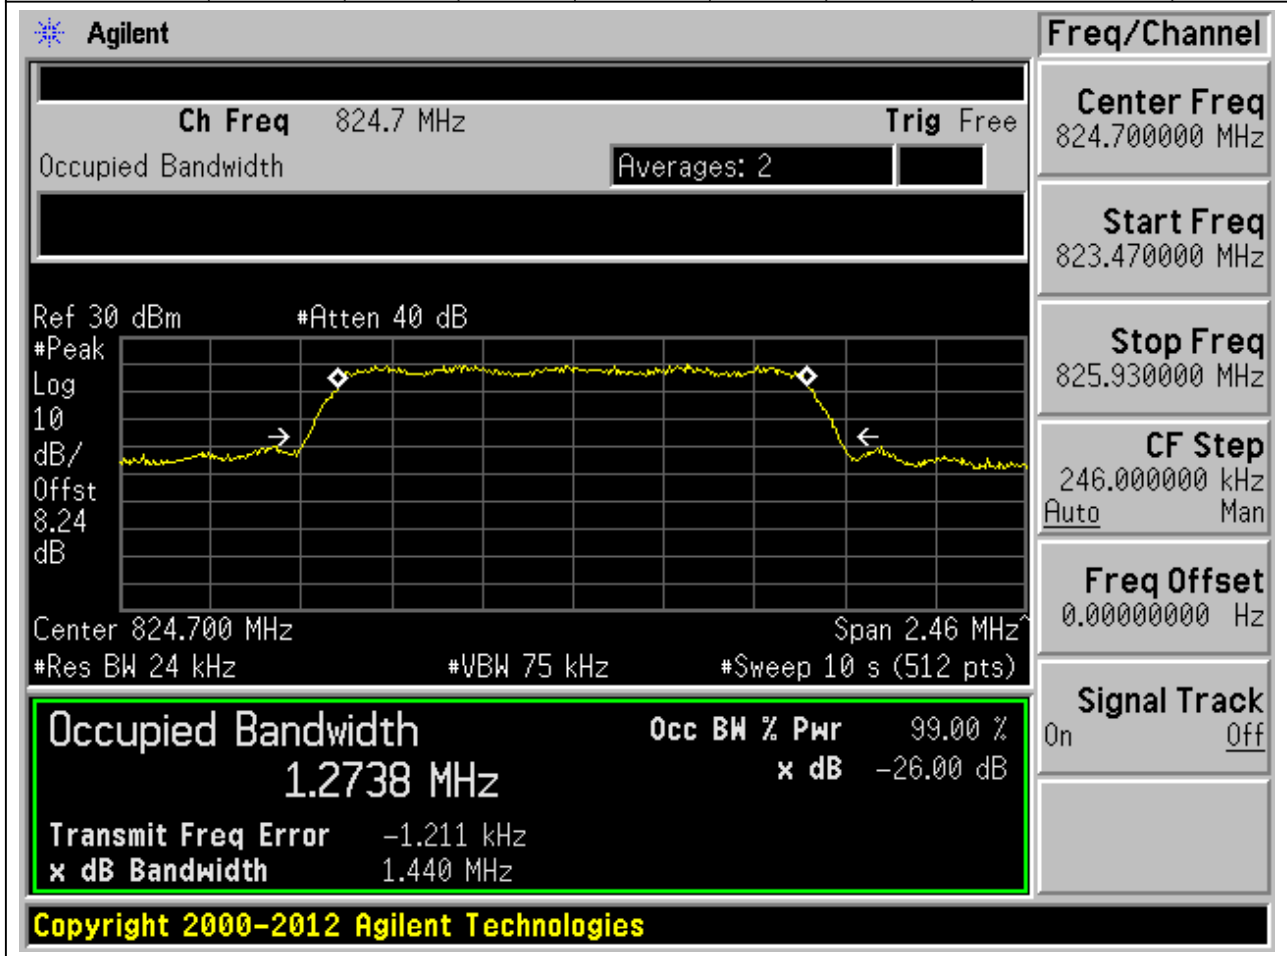 Agilent
Freq/Channel
Ch Freq 824.7 MHz Trig Free
Occupied Bandwidth Averages: 2
Center Freq
824.700000 MHz
Start Freq
823.470000 MHz
Stop Freq
825.930000 MHz
CF Step
246.000000 kHz
Auto Man
Freq Offset
0.00000000 Hz
Signal Track
On Off
Ref 30 dBm #Atten 40 dB
#Peak
Log
10
dB/
Offst
8.24
dB
Center 824.700 MHz Span 2.46 MHz^
#Res BW 24 kHz #VBW 75 kHz #Sweep 10 s (512 pts)
Occupied Bandwidth Occ BW % Pwr 99.00 %
1.2738 MHz x dB -26.00 dB
Transmit Freq Error -1.211 kHz
x dB Bandwidth 1.440 MHz
Copyright 2000-2012 Agilent Technologies